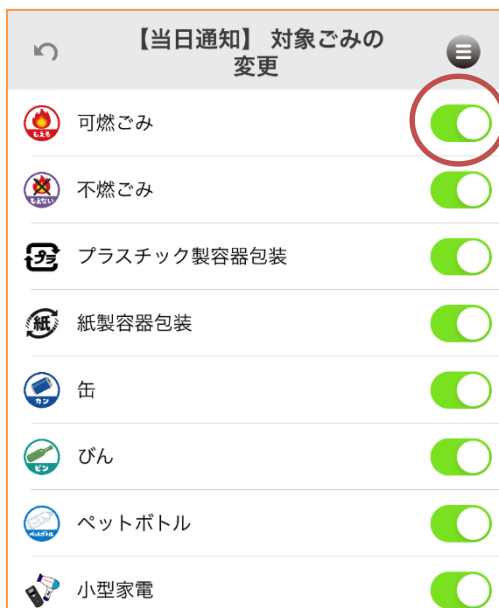 【当日通知】 対象ごみの
変更
もえる
可燃ごみ
もえない
不燃ごみ
プラ
プラスチック製容器包装
紙
紙製容器包装
カン
缶
ビン
びん
ペットボトル
ペットボトル
小型家電